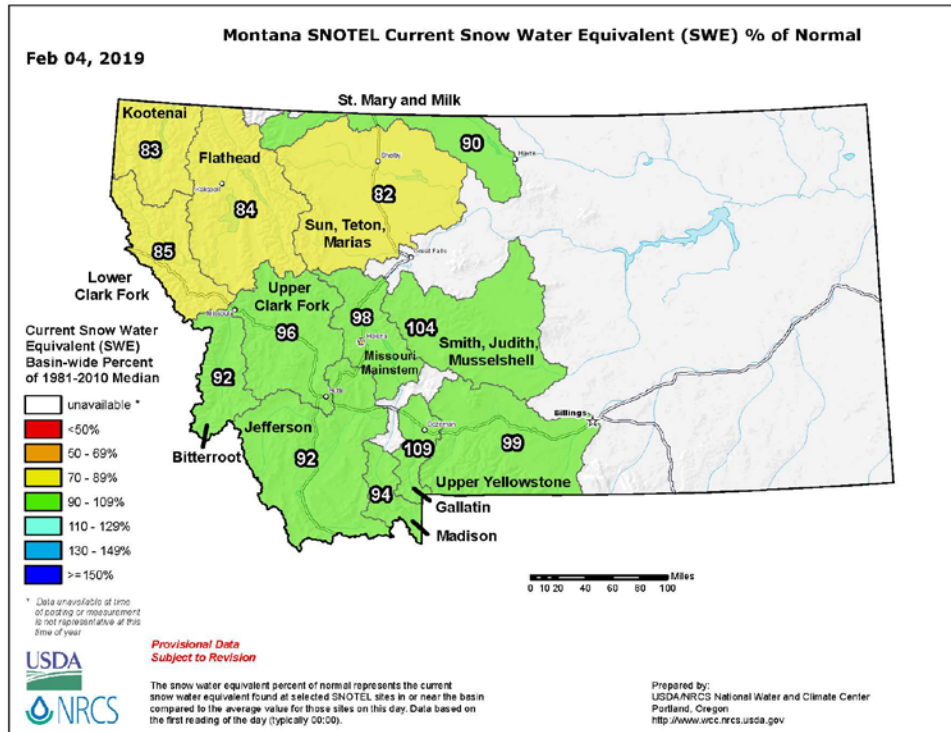 Montana SNOTEL Current Snow Water Equivalent (SWE) % of Normal
Feb 04, 2019
St. Mary and Milk
Kootenai
90
Havre
83
Flathead
Shelby
Kalispell
82
84
Sun, Teton,
Marias
85
Great Falls
Lower
Clark Fork
Upper
Clark Fork
Missoula
98
96
Helena
104
Smith, Judith,
Musselshell
Missouri
Mainstem
92
Butte
Billings
Jefferson
Bozeman
Bitterroot
92
109
99
94
Upper Yellowstone
Gallatin
Madison
Current Snow Water
Equivalent (SWE)
Basin-wide Percent
of 1981-2010 Median
unavailable *
<50%
50 - 69%
70 - 89%
90 - 109%
110 - 129%
130 - 149%
>= 150%
Miles
0 10 20 40 60 80 100
* Data unavailable at time
of posting or measurement
is not representative at this
time of year
Provisional Data
Subject to Revision
USDA
NRCS
The snow water equivalent percent of normal represents the current
snow water equivalent found at selected SNOTEL sites in or near the basin
compared to the average value for those sites on this day. Data based on
the first reading of the day (typically 00:00).
Prepared by:
USDA/NRCS National Water and Climate Center
Portland, Oregon
http://www.wcc.nrcs.usda.gov